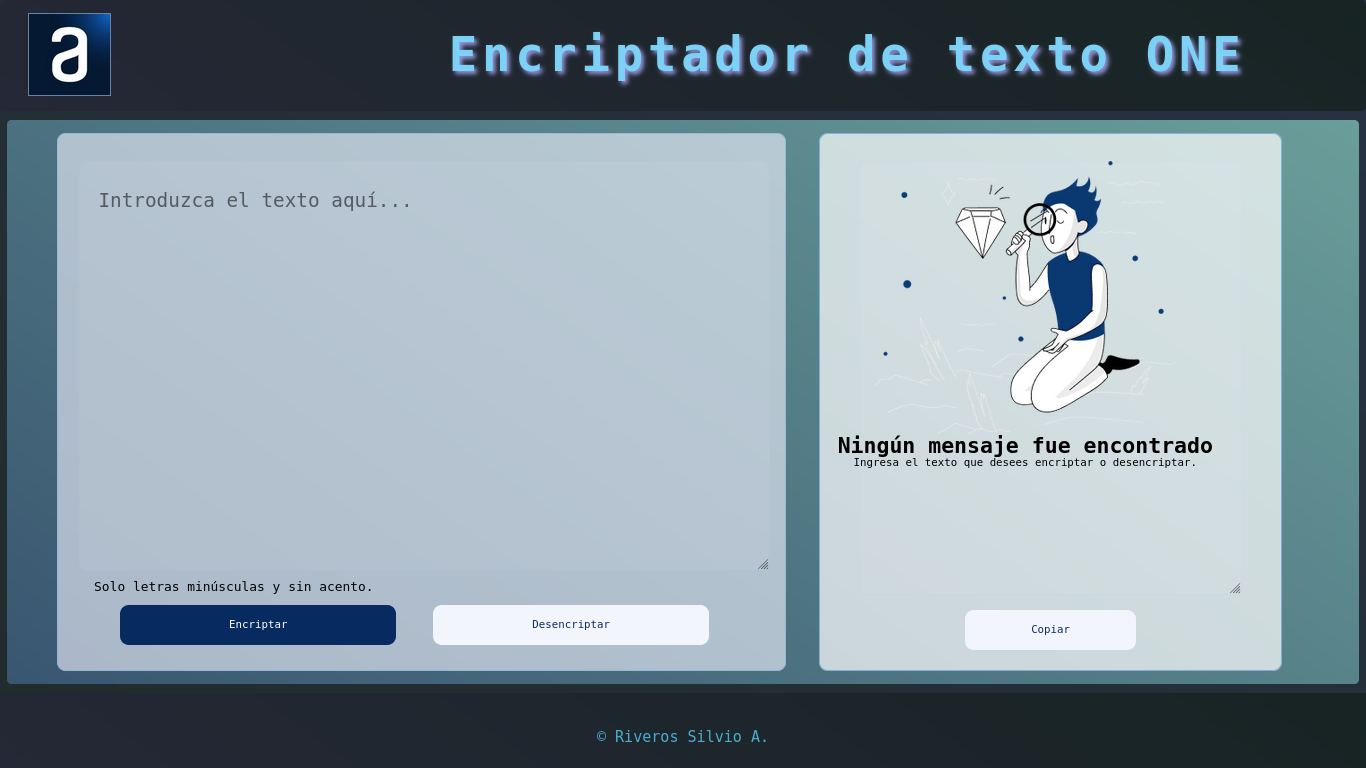 a
Encriptador de texto ONE
Introduzca el texto aquí...
Solo letras minúsculas y sin acento.
Encriptar
Desencriptar
Ningún mensaje fue encontrado
Ingresa el texto que desees encriptar o desencriptar.
Copiar
© Riveros Silvio A.